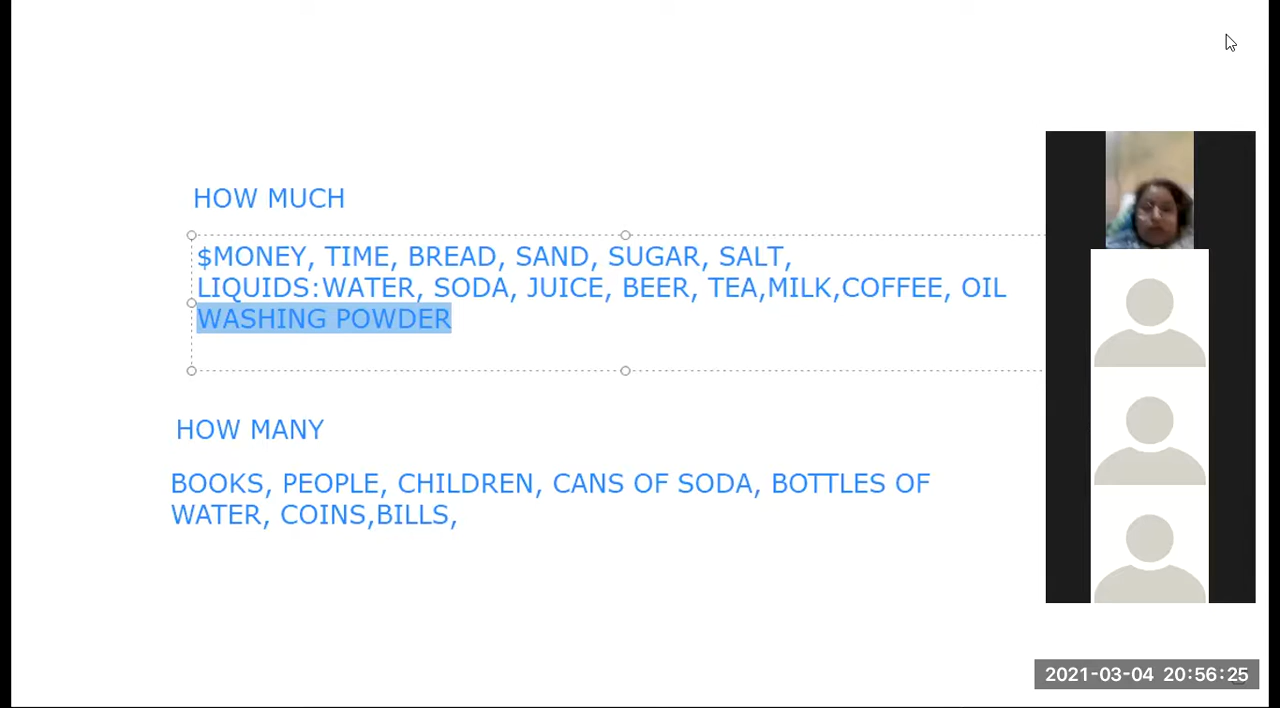 HOW MUCH
$MONEY, TIME, BREAD, SAND, SUGAR, SALT,
LIQUIDS:WATER, SODA, JUICE, BEER, TEA,MILK,COFFEE, OIL
WASHING POWDER
HOW MANY
BOOKS, PEOPLE, CHILDREN, CANS OF SODA, BOTTLES OF
WATER, COINS,BILLS,
2021-03-04 20:56:25